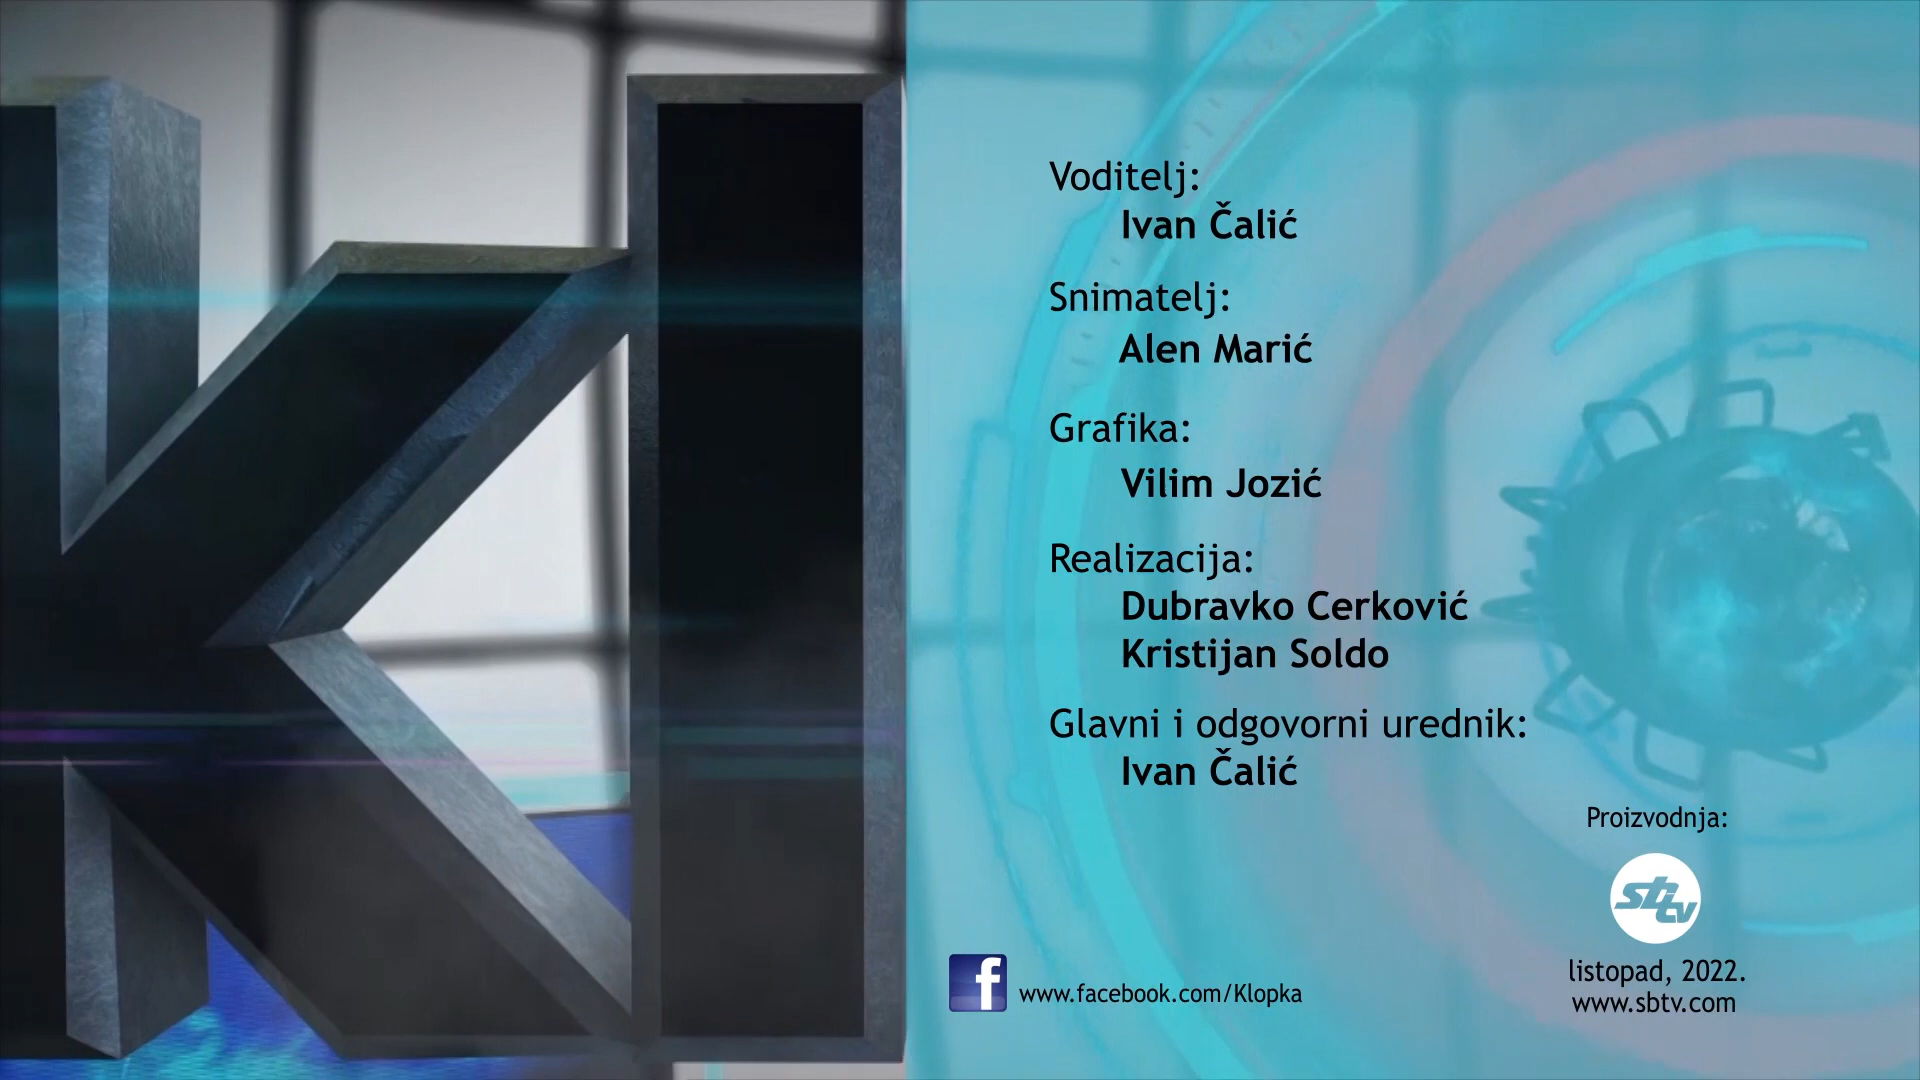 Kl
Voditelj:
Ivan Čalić
Snimatelj:
Alen Marić
Grafika:
Vilim Jozić
Realizacija:
Dubravko Cerković
Kristijan Soldo
Glavni i odgovorni urednik:
Ivan Čalić
Proizvodnja:
sbtv
listopad, 2022.
www.sbtv.com
f
www.facebook.com/Klopka